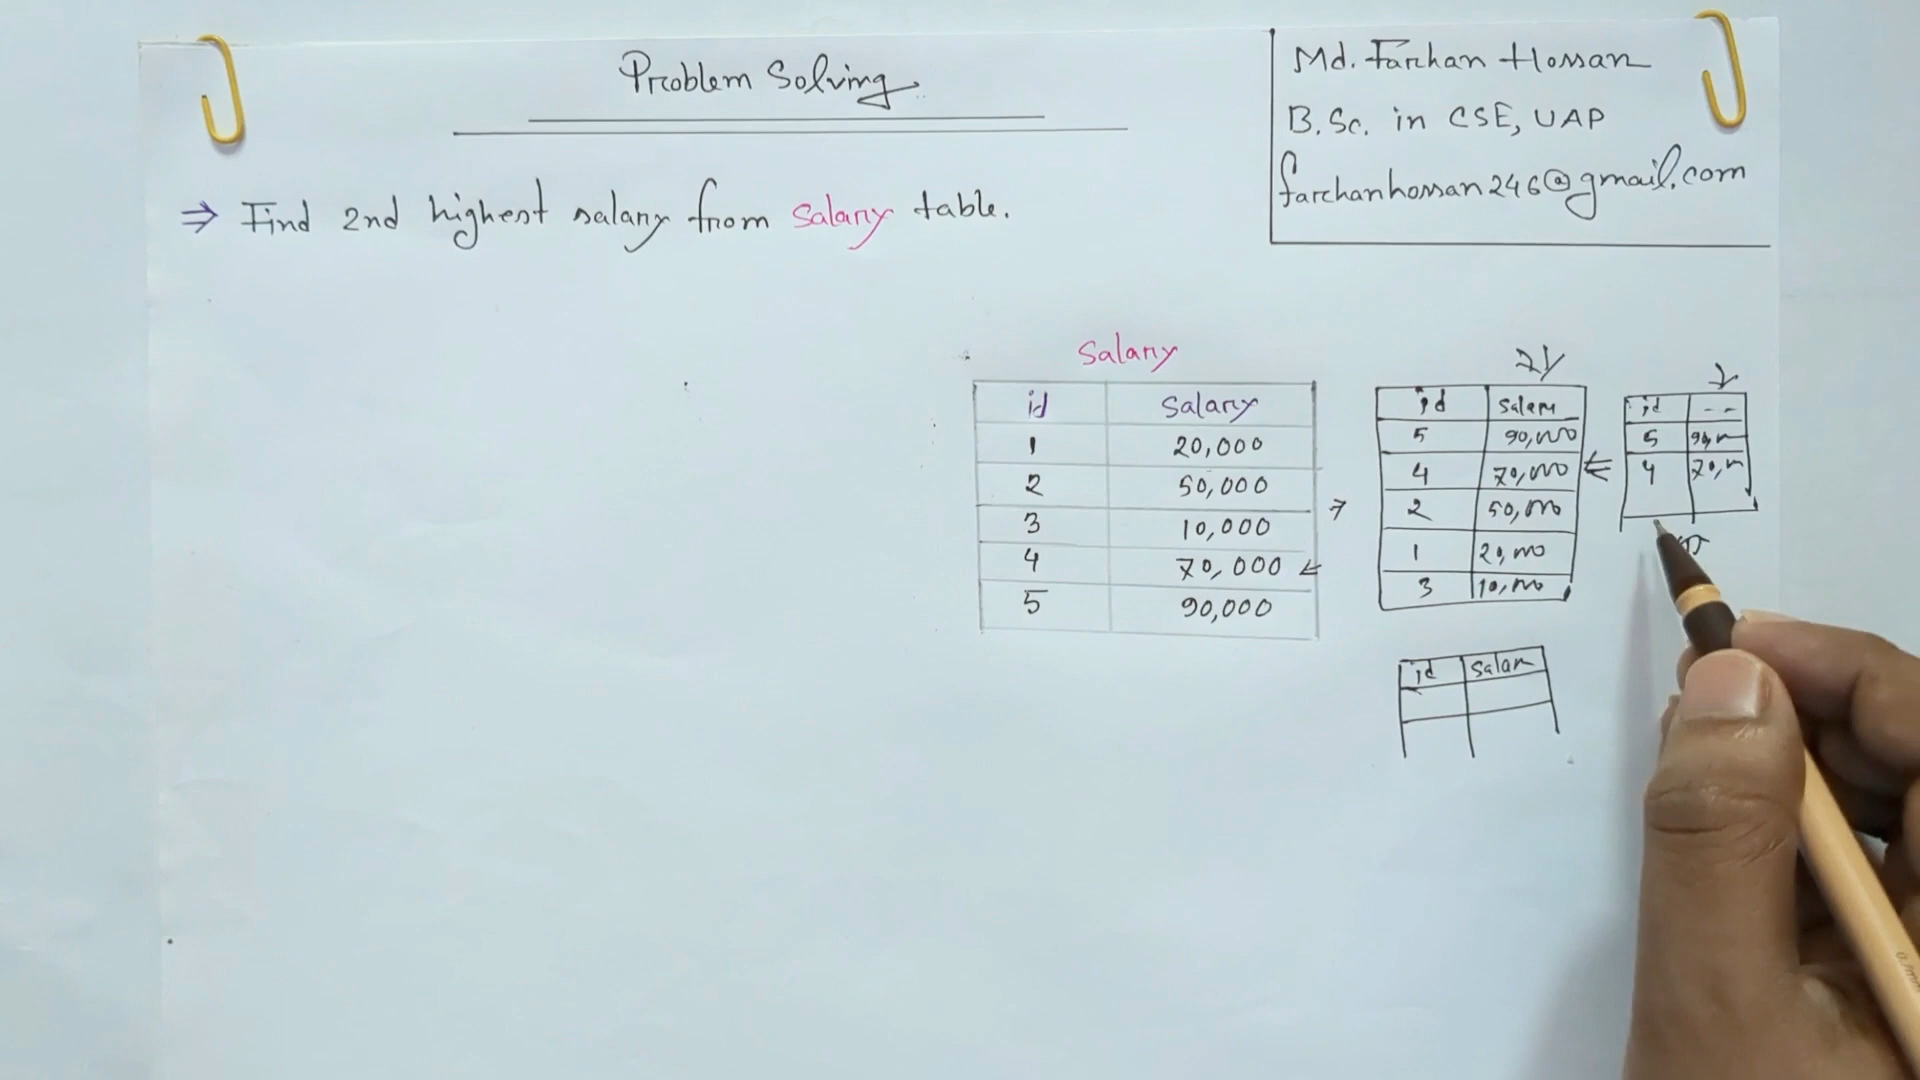 Problem Solving
Md. Farhan Hossan
B.Sc. in CSE, UAP
farhanhossan246@gmail.com
⇒ Find 2nd highest salary from Salary table.
Salary
id Salary
1 20,000
2 50,000
3 10,000
4 70,000
5 90,000
id Salary
5 90,000
4 70,000
2 50,000
1 20,000
3 10,000
id --
5 90,
4 70,
id Salary